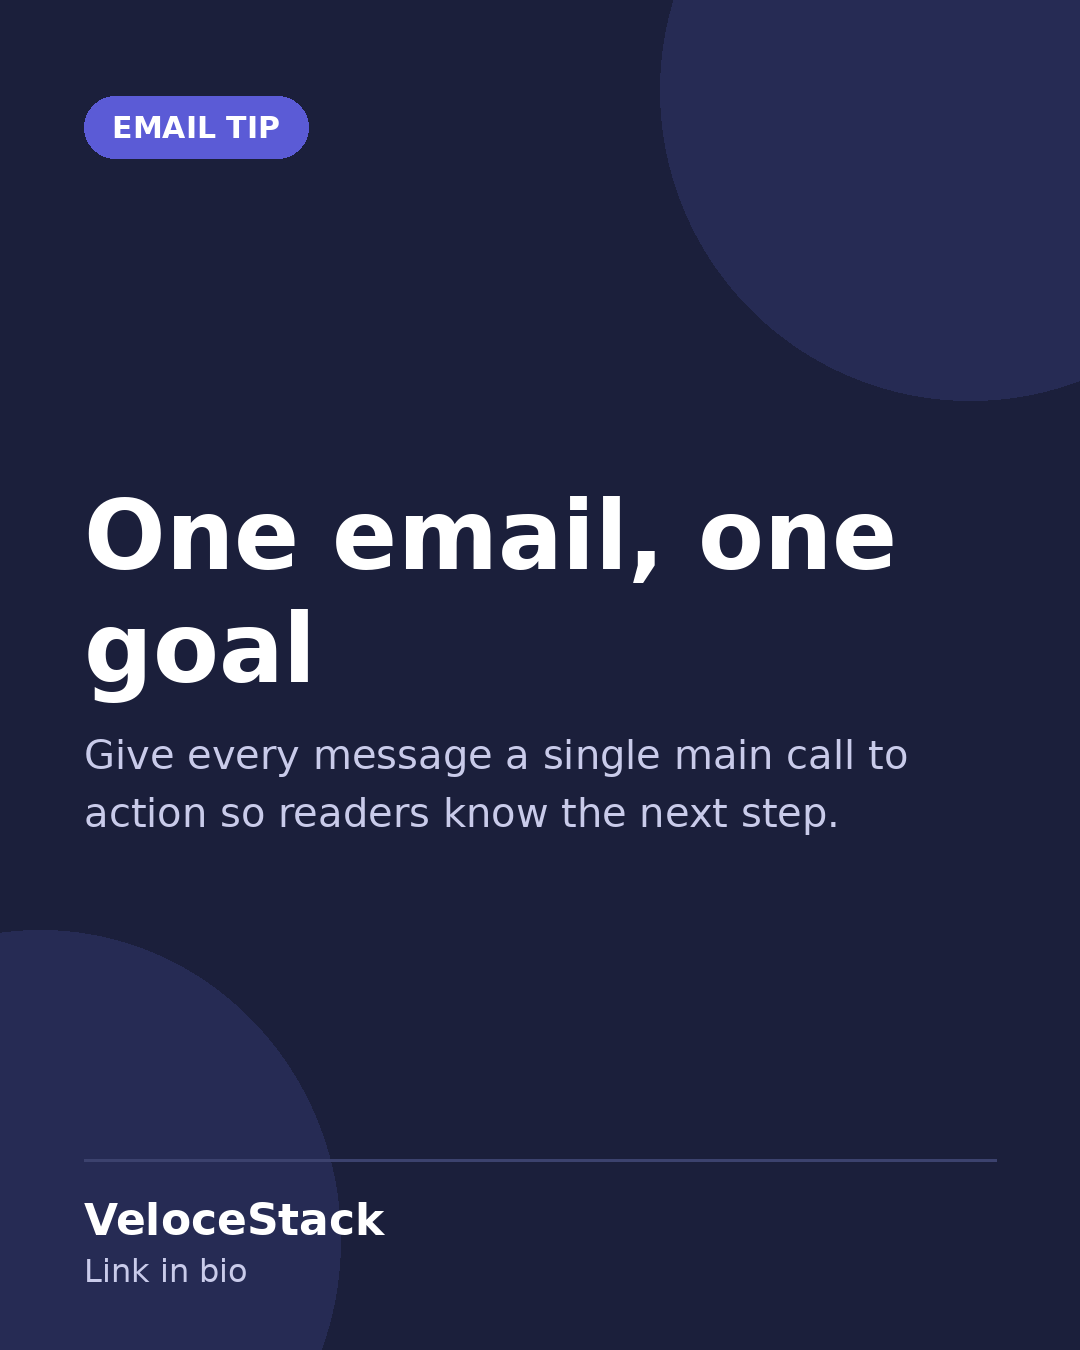 EMAIL TIP
One email, one
goal
Give every message a single main call to
action so readers know the next step.
VeloceStack
Link in bio